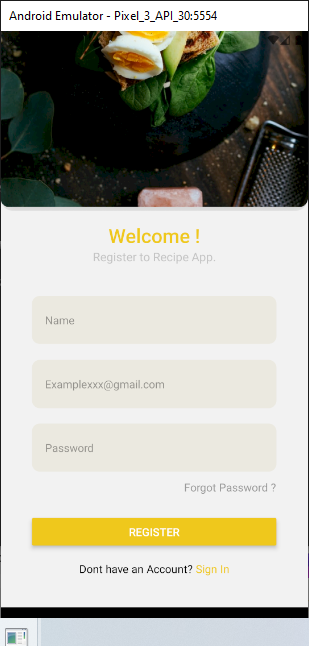 Android Emulator - Pixel_3_API_30:5554
Welcome !
Register to Recipe App.
Name
Examplexxx@gmail.com
Password
Forgot Password ?
REGISTER
Dont have an Account? Sign In